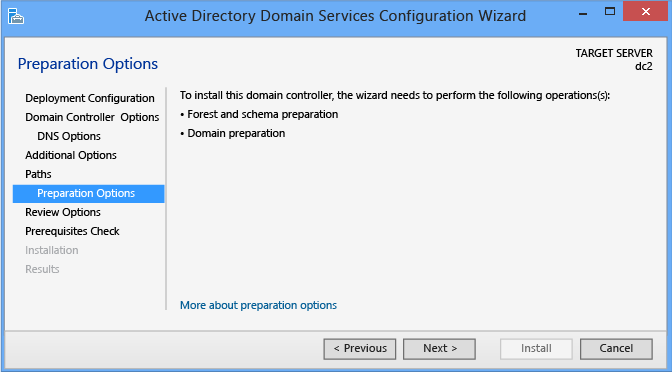 Active Directory Domain Services Configuration Wizard
Preparation Options
TARGET SERVER
dc2
Deployment Configuration
Domain Controller Options
DNS Options
Additional Options
Paths
Preparation Options
Review Options
Prerequisites Check
Installation
Results
To install this domain controller, the wizard needs to perform the following operations(s):
• Forest and schema preparation
• Domain preparation
More about preparation options
< Previous
Next >
Install
Cancel